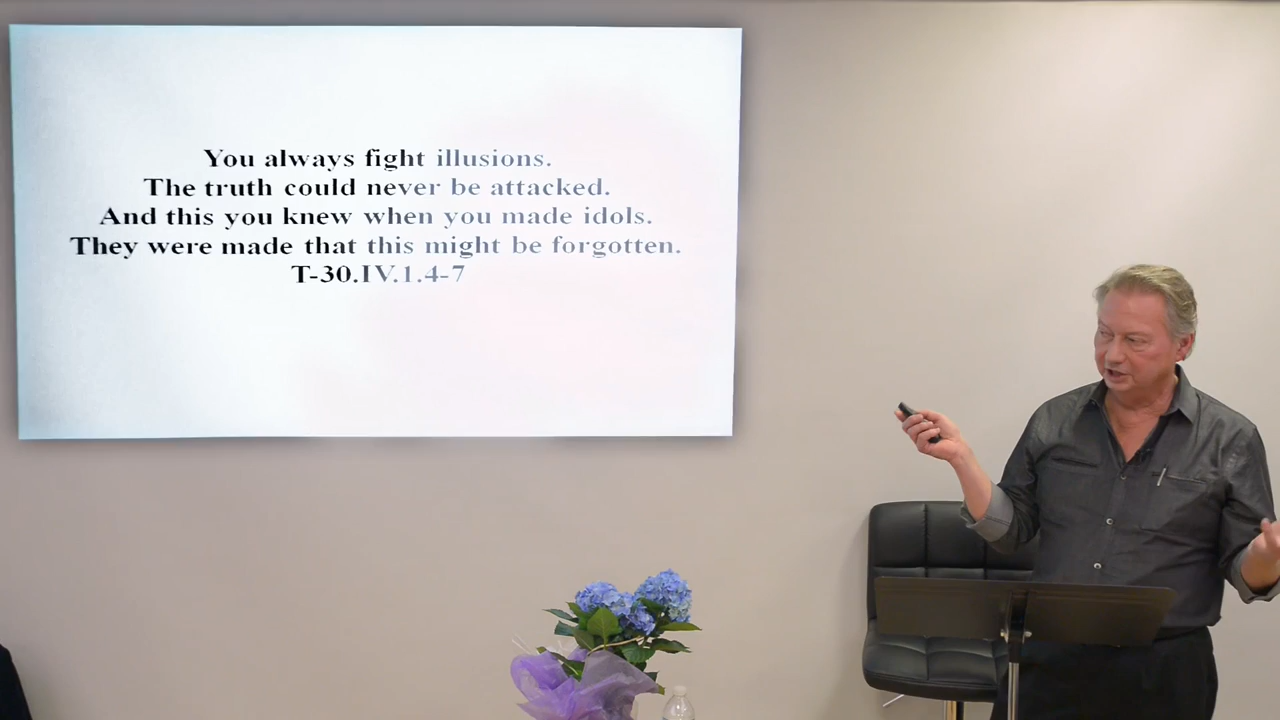 You always fight illusions.
The truth could never be attacked.
And this you knew when you made idols.
They were made that this might be forgotten.
T-30.IV.1.4-7